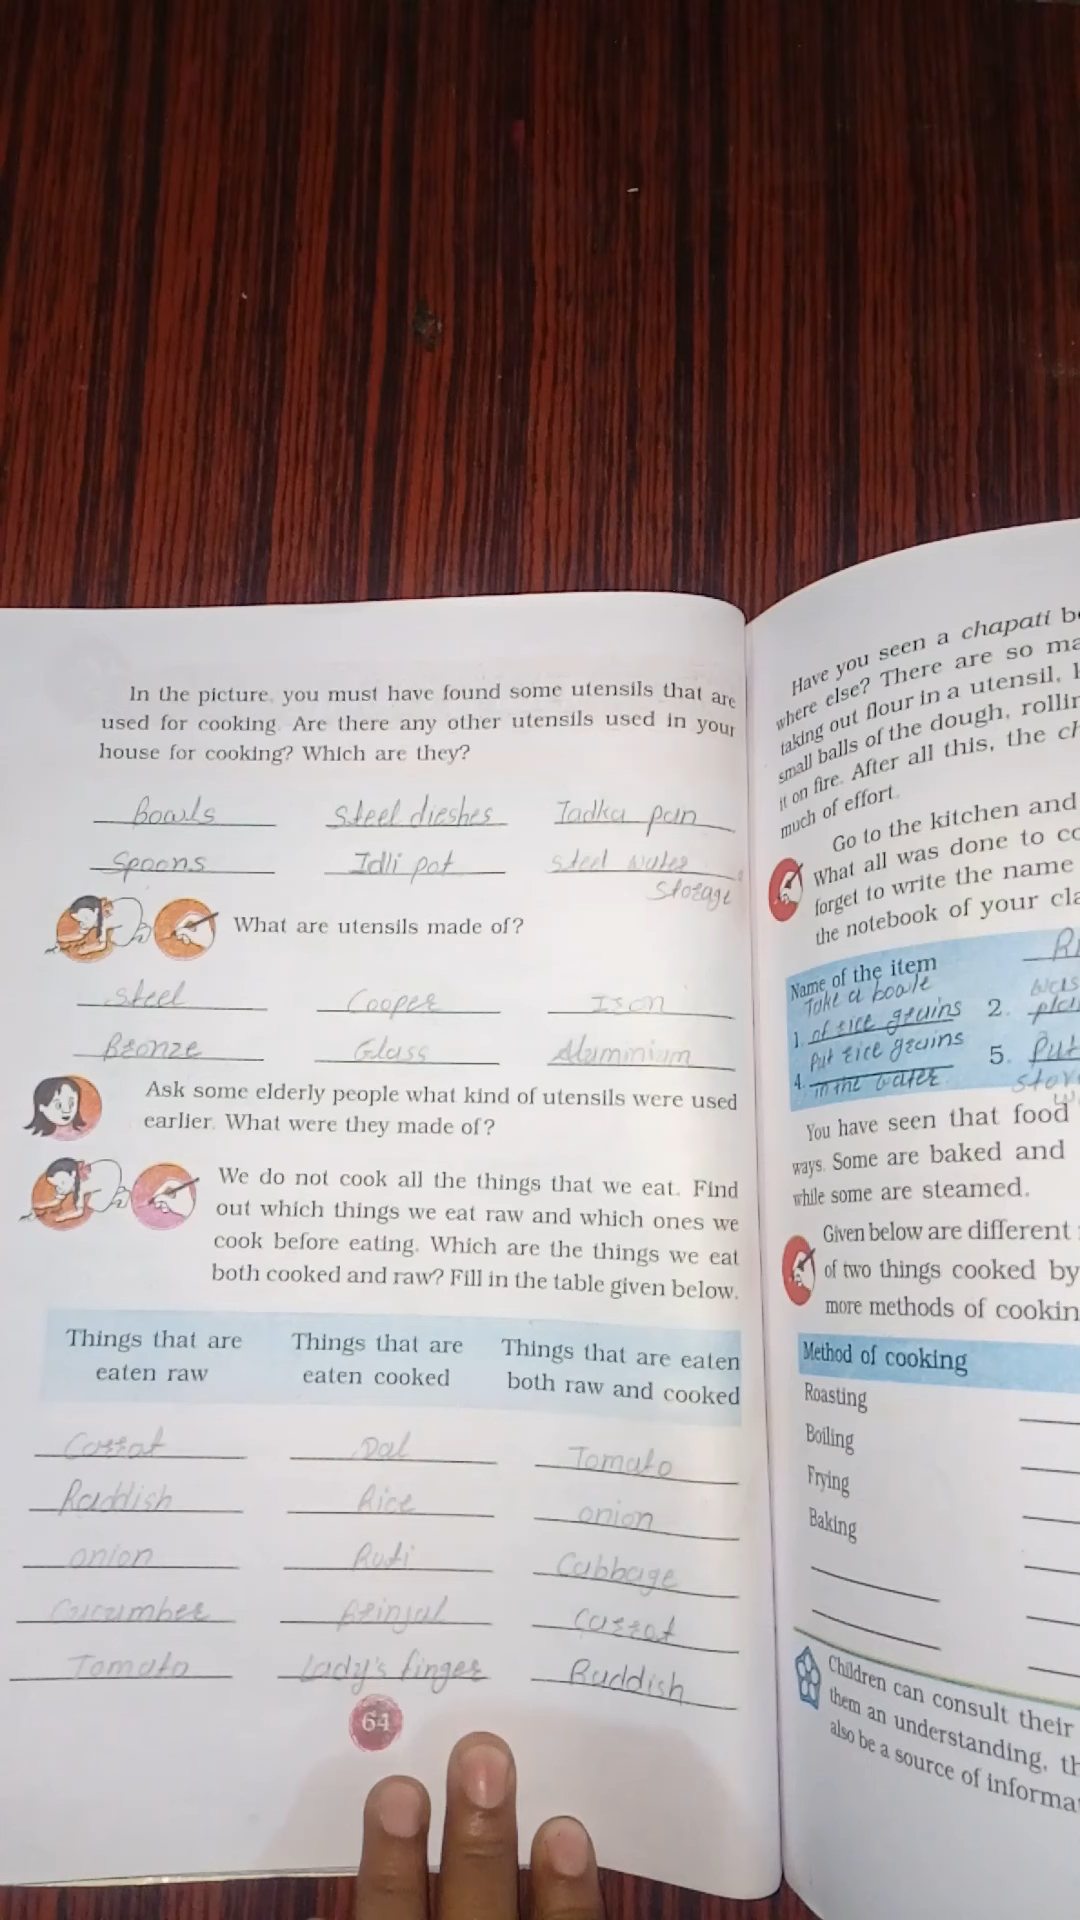 In the picture, you must have found some utensils that are
used for cooking. Are there any other utensils used in your
house for cooking? Which are they?
Bowls Steel dieshes Tadka pan
Spoons Idli pot Steel water
storage
What are utensils made of?
Steel Cooper Iron
Bronze Glass Aluminium
Ask some elderly people what kind of utensils were used
earlier. What were they made of?
We do not cook all the things that we eat. Find
out which things we eat raw and which ones we
cook before eating. Which are the things we eat
both cooked and raw? Fill in the table given below.
Things that are Things that are Things that are eaten
eaten raw eaten cooked both raw and cooked
Carrat Dal Tomato
Raddish Rice onion
onion Ruti Cabbage
Cucumber Brinjal Carrat
Tomato Lady's finger Raddish
64
Have you seen a chapati
where else? There are so
taking out flour in a utensil,
small balls of the dough,
it on fire. After all this, the
much of effort.
Go to the kitchen and
What all was done to
forget to write the name
the notebook of your
Name of the item
Take a bowle
1. of rice grains 2.
Put rice grains
4. in the water 5. Put
You have seen that food
ways. Some are baked and
while some are steamed.
Given below are different
of two things cooked by
more methods of
Method of cooking
Roasting
Boiling
Frying
Baking
Children can consult their
them an understanding,
also be a source of